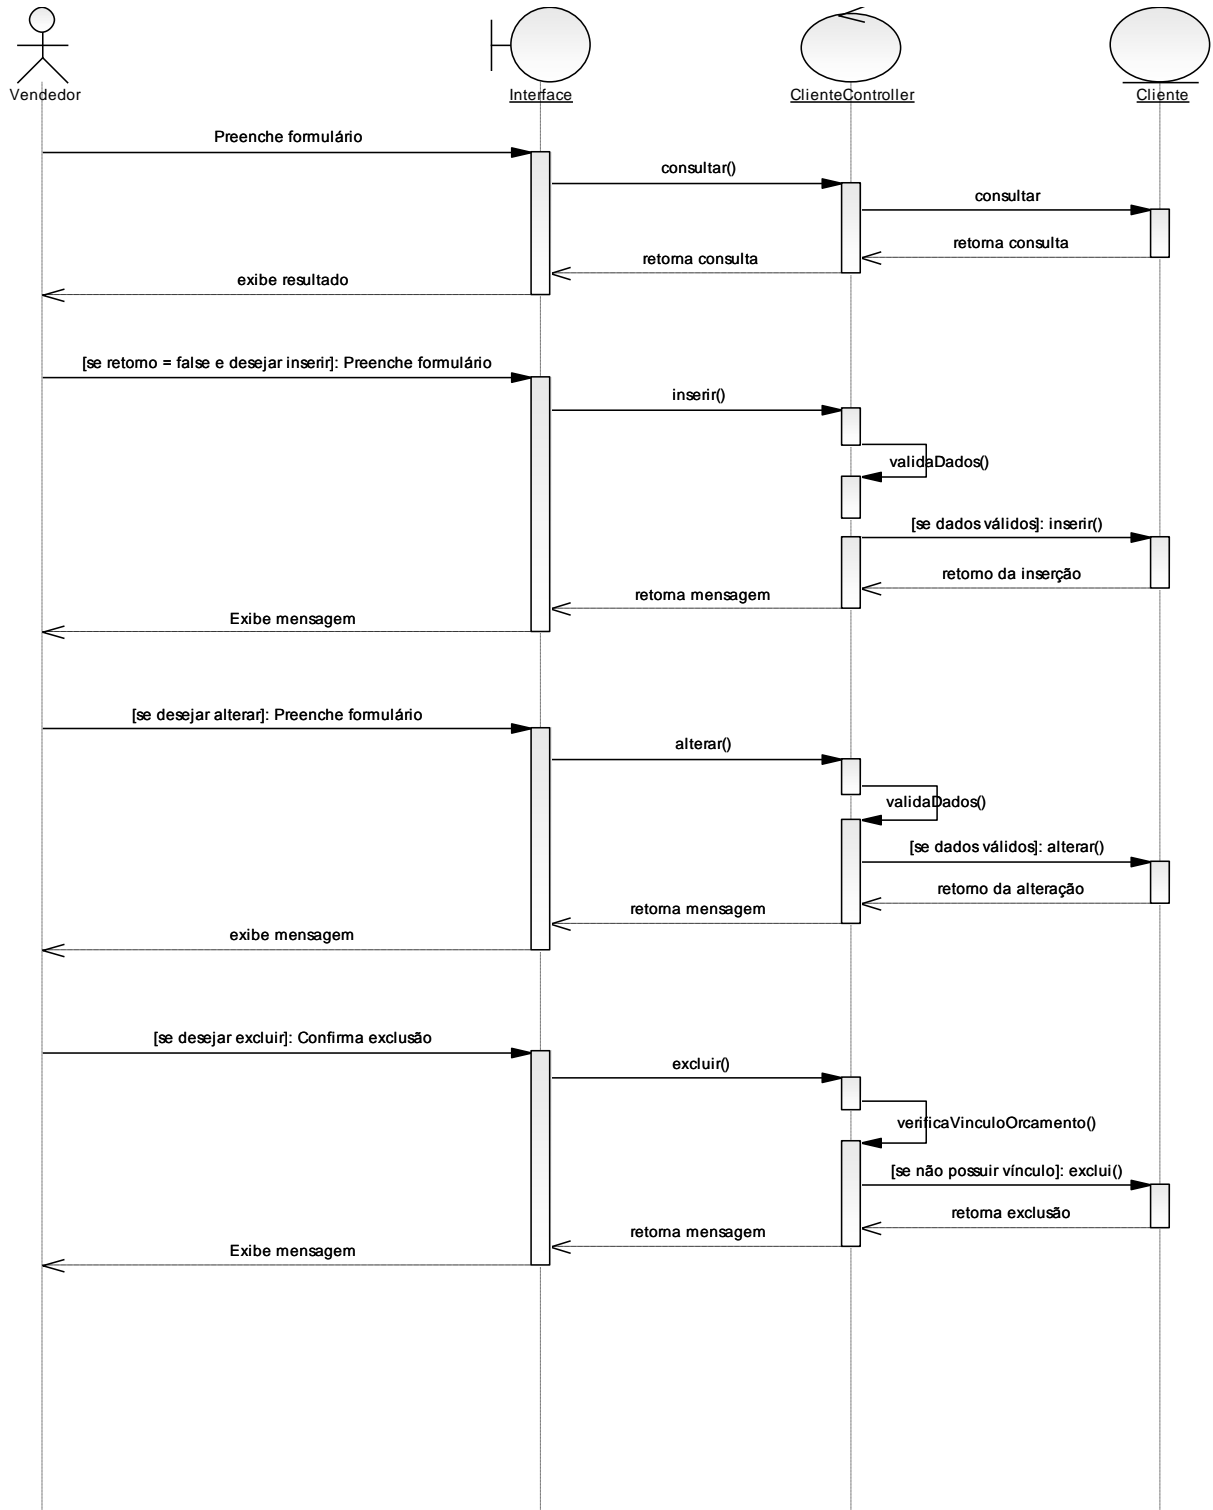 Vendedor
Interface
ClienteController
Cliente
Preenche formulário
consultar()
consultar
retorna consulta
retorna consulta
exibe resultado
[se retorno = false e desejar inserir]: Preenche formulário
inserir()
validaDados()
[se dados válidos]: inserir()
retorno da inserção
retorna mensagem
Exibe mensagem
[se desejar alterar]: Preenche formulário
alterar()
validaDados()
[se dados válidos]: alterar()
retorno da alteração
retorna mensagem
exibe mensagem
[se desejar excluir]: Confirma exclusão
excluir()
verificaVinculoOrcamento()
[se não possuir vínculo]: exclui()
retorna exclusão
retorna mensagem
Exibe mensagem